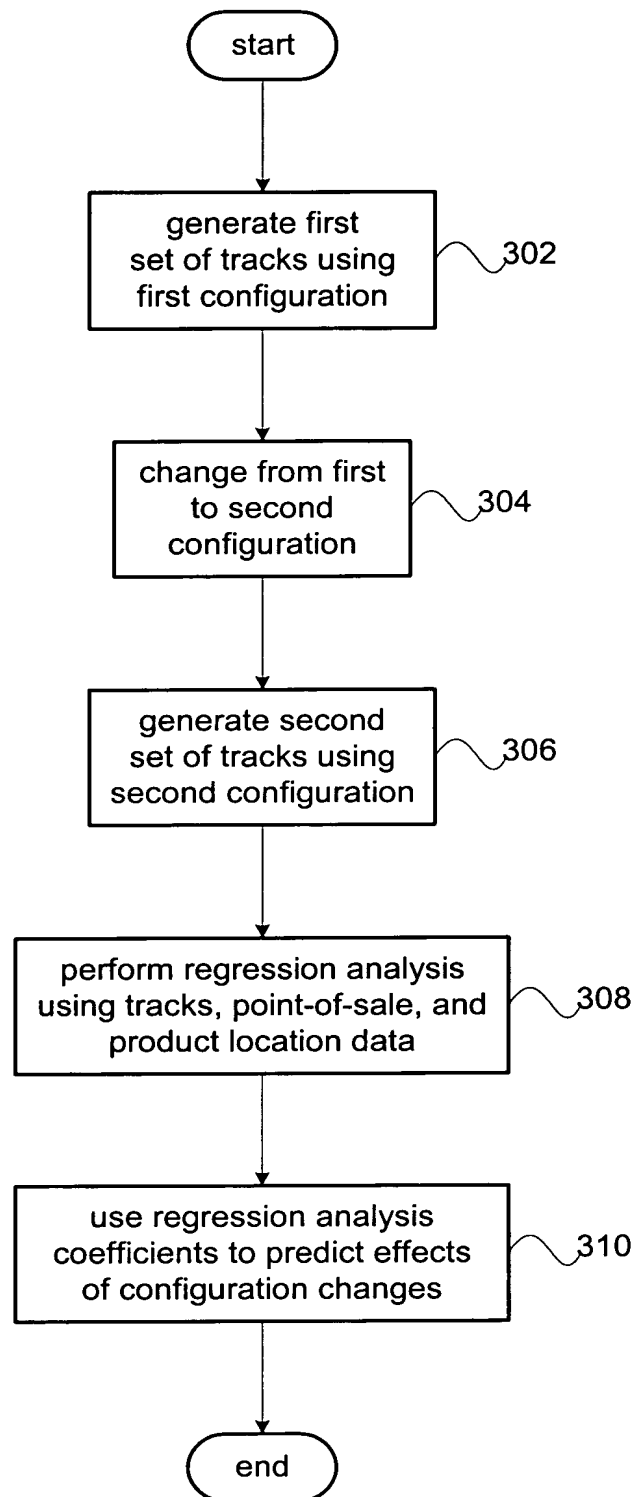 start
generate first
set of tracks using
first configuration
302
change from first
to second
configuration
304
generate second
set of tracks using
second configuration
306
perform regression analysis
using tracks, point-of-sale, and
product location data
308
use regression analysis
coefficients to predict effects
of configuration changes
310
end